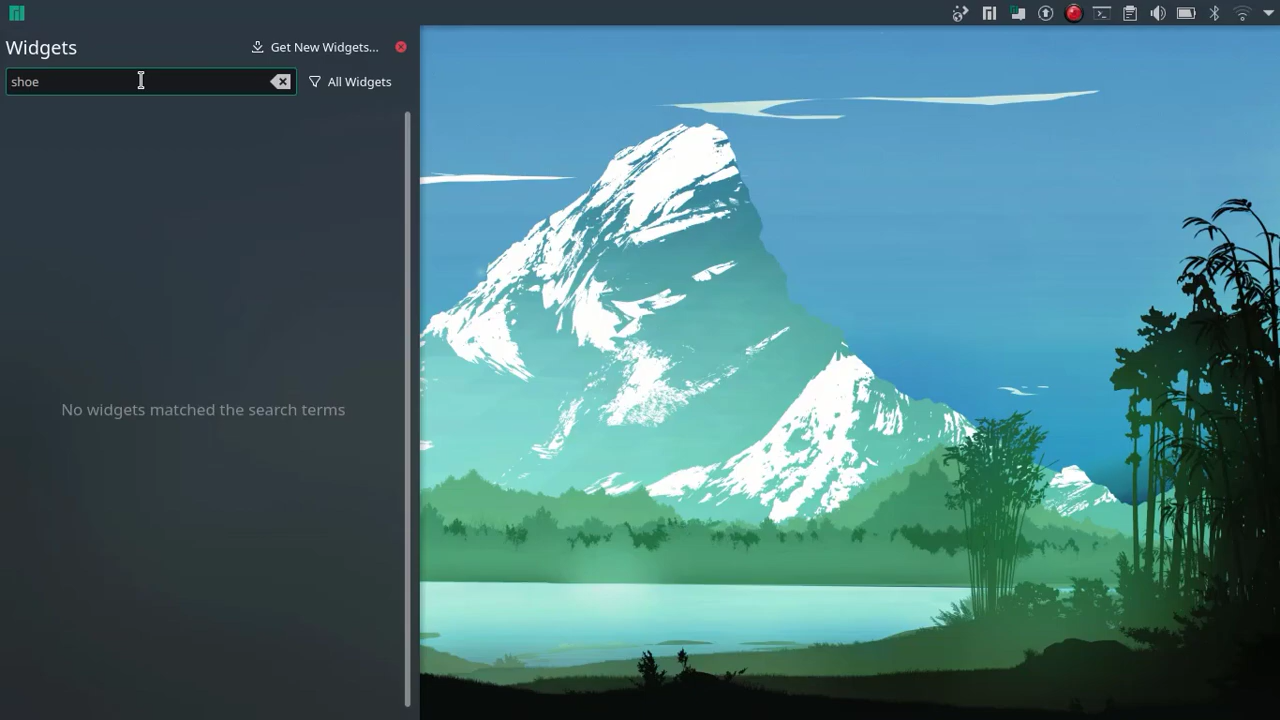 Widgets
Get New Widgets...
shoe
All Widgets
No widgets matched the search terms